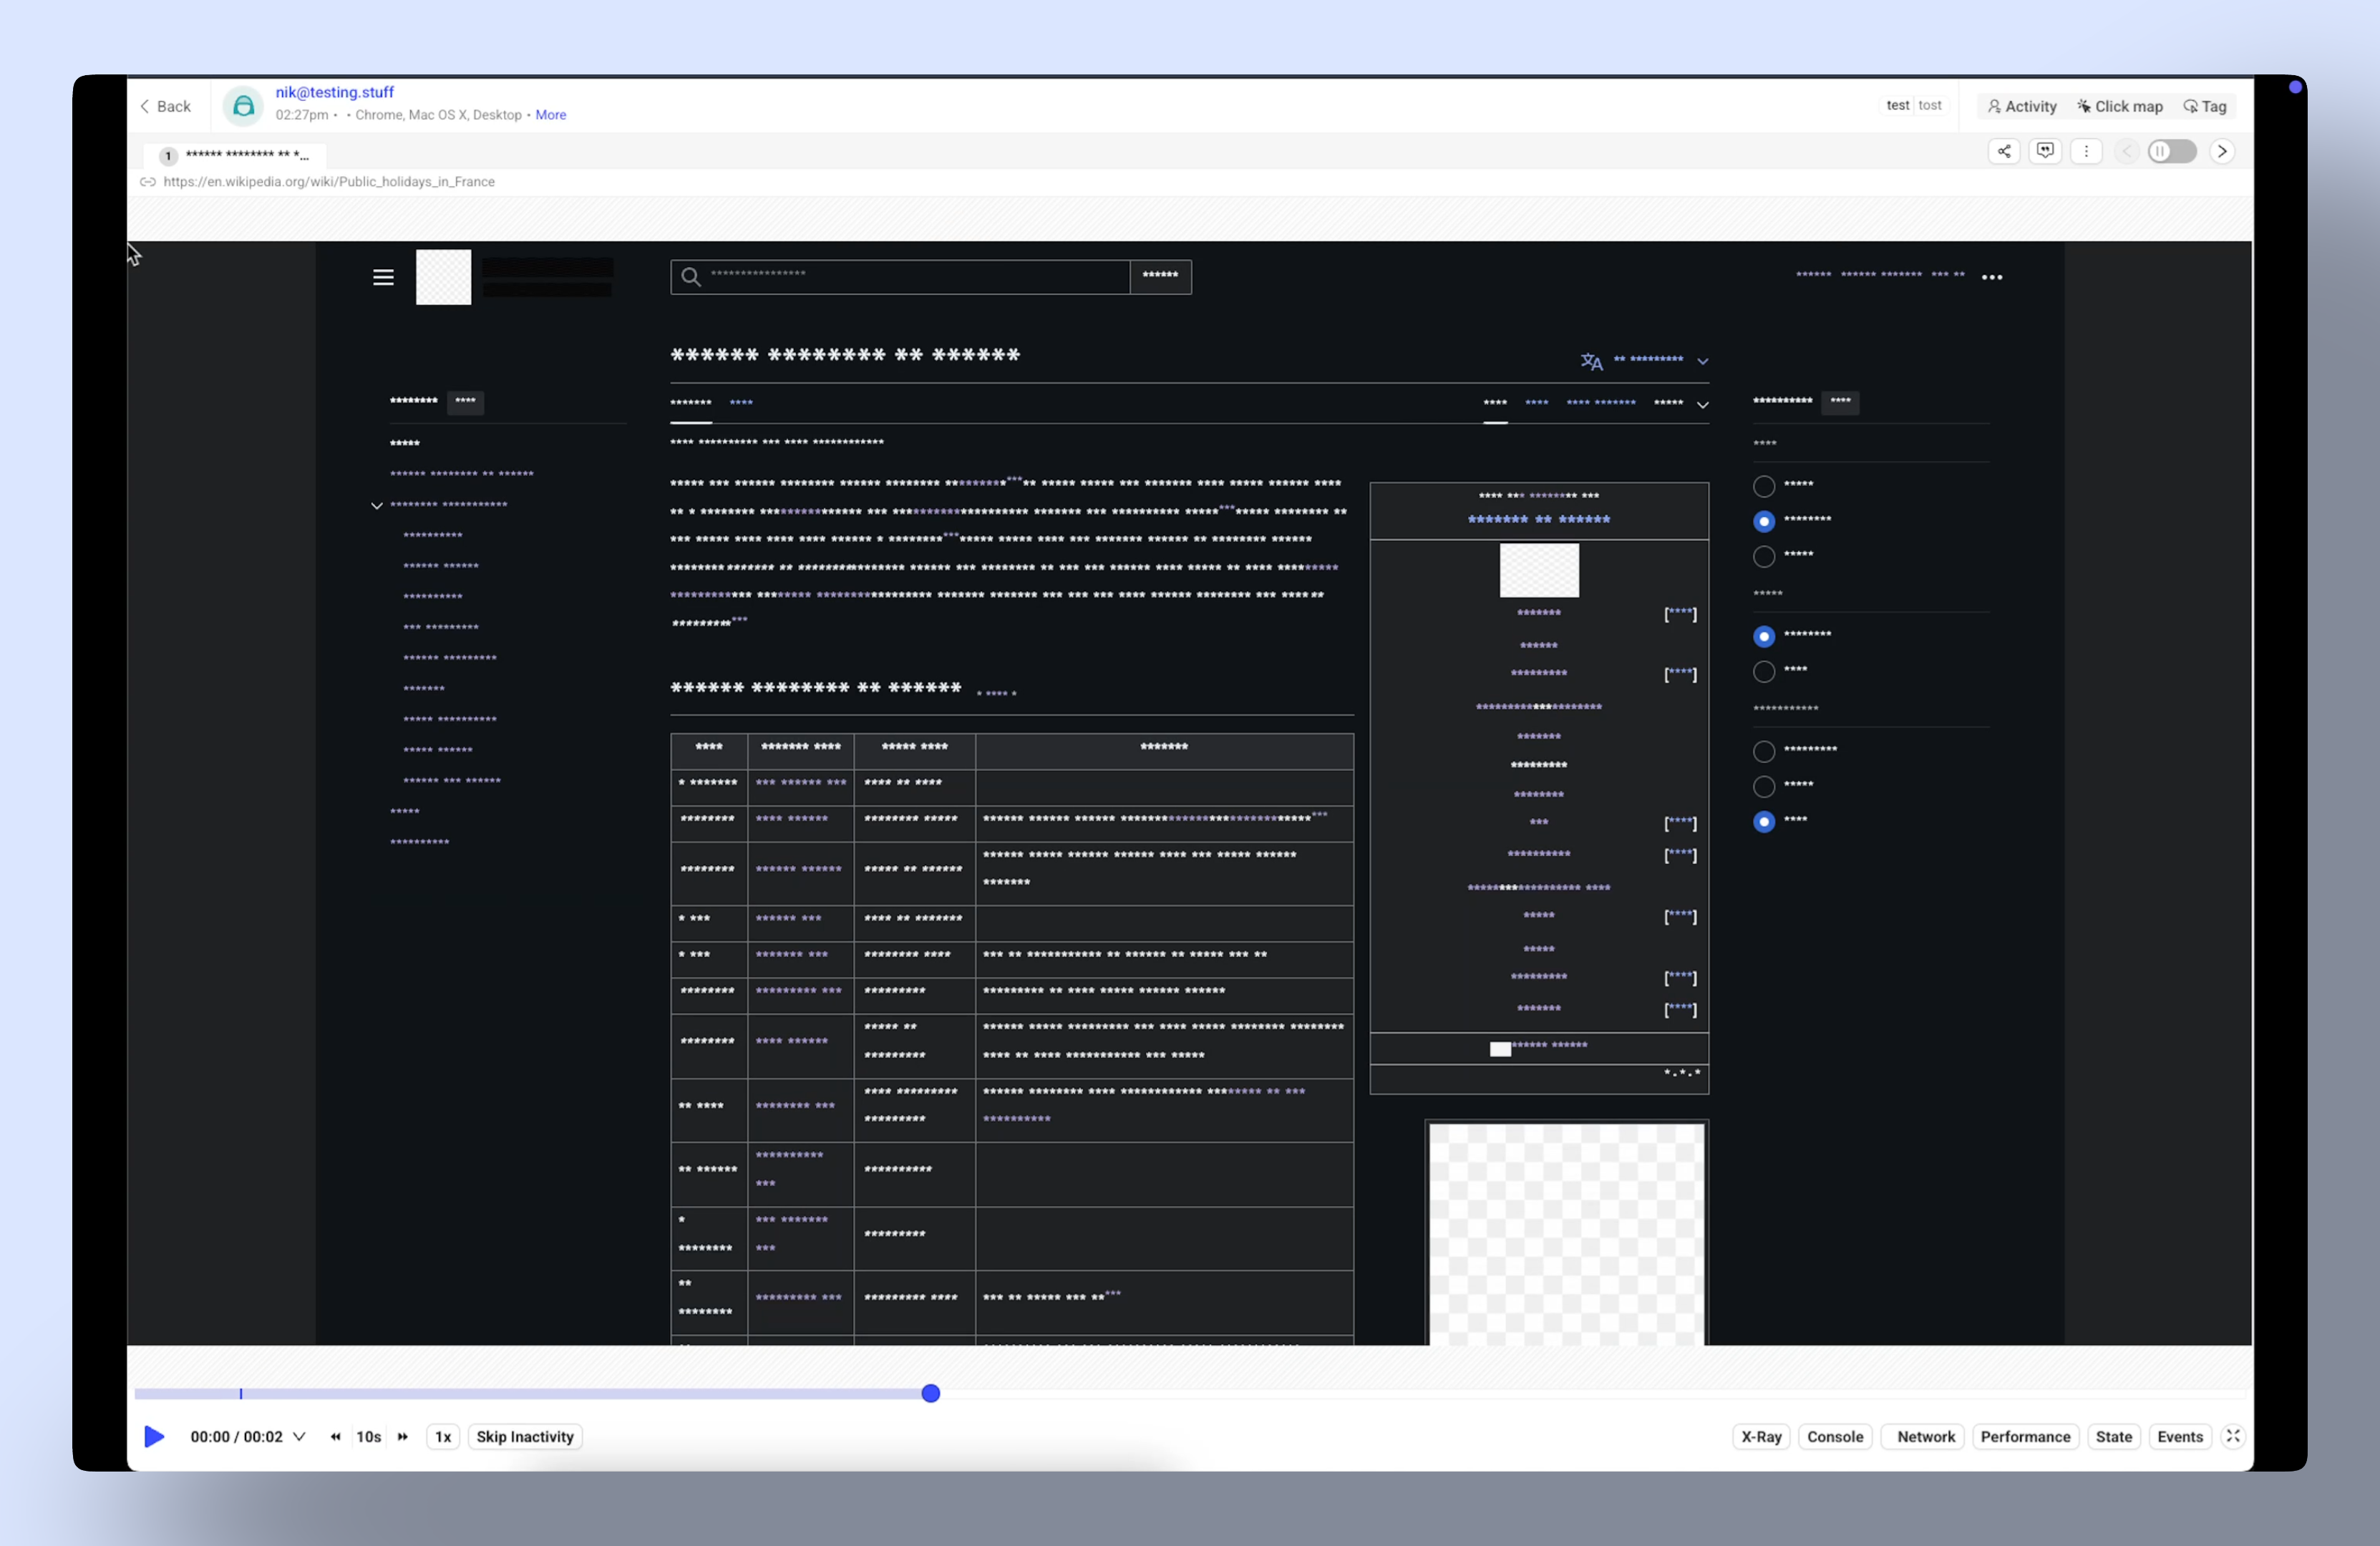 Back
nik@testing.stuff
02:27pm • • Chrome, Mac OS X, Desktop • More
test tost
Activity
Click map
Tag
1 ****** ******** ** *...
https://en.wikipedia.org/wiki/Public_holidays_in_France
00:00 / 00:02
10s
1x
Skip Inactivity
X-Ray
Console
Network
Performance
State
Events